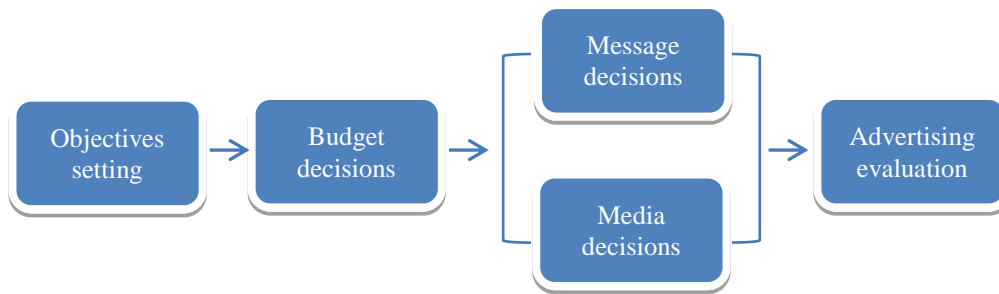 Objectives
setting
Budget
decisions
Message
decisions
Media
decisions
Advertising
evaluation